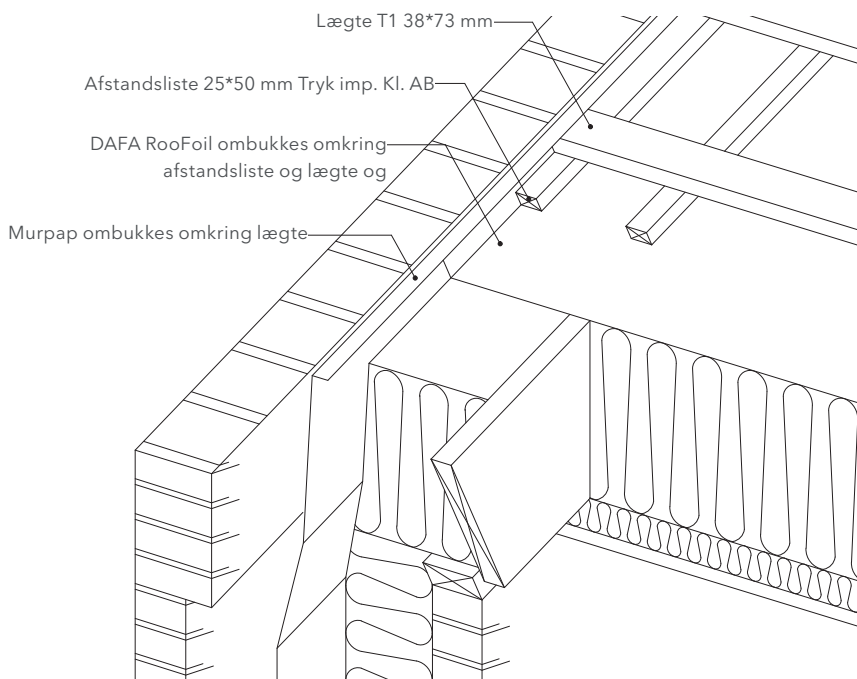 Lægte T1 38*73 mm
Afstandsliste 25*50 mm Tryk imp. Kl. AB
DAFA RooFoil ombukkes omkring
afstandsliste og lægte og
Murpap ombukkes omkring lægte